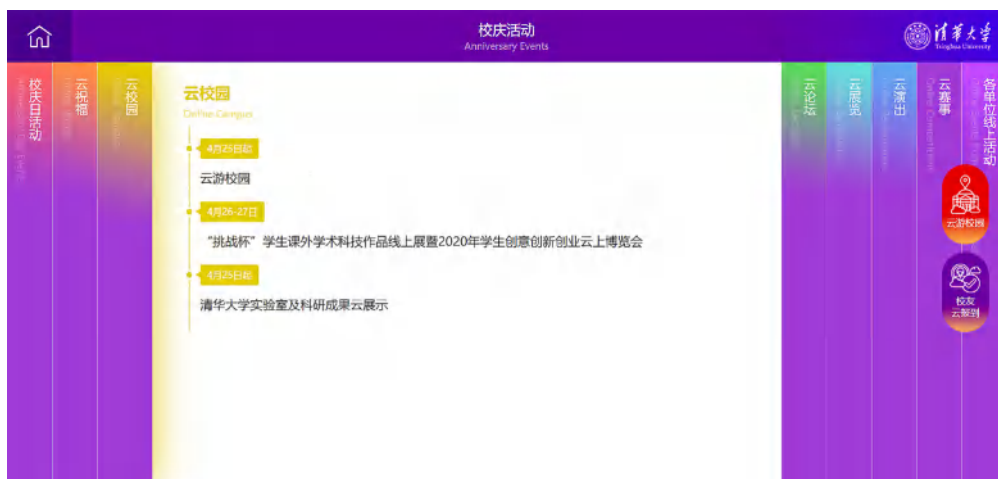 校庆活动
Anniversary Events
清华大学
Tsinghua University
校庆日活动
云祝福
云校园
云校园
Online Campus
4月25日起
云游校园
4月26-27日
“挑战杯”学生课外学术科技作品线上展暨2020年学生创意创新创业云上博览会
4月25日起
清华大学实验室及科研成果云展示
云论坛
云展览
云演出
云赛事
Online Competitions
各单位线上活动
云游校园
校友
云报到